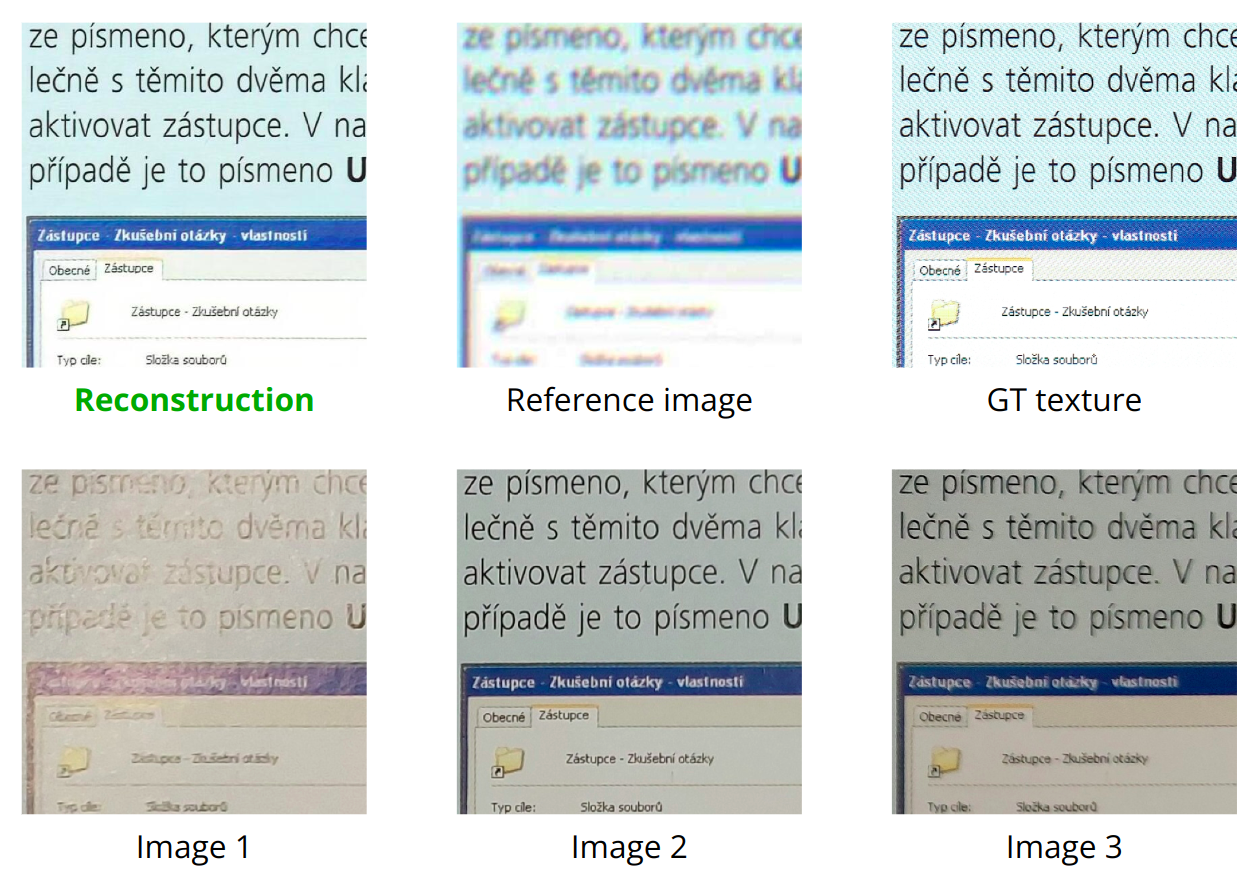 ze písmeno, kterým chce
lečně s těmito dvěma kla
aktivovat zástupce. V na
případě je to písmeno U
Zástupce - Zkušební otázky - vlastnosti
Obecné Zástupce
Zástupce - Zkušební otázky
Typ cíle: Složka souborů
Reconstruction
ze písmeno, kterým chce
lečně s těmito dvěma kla
aktivovat zástupce. V na
případě je to písmeno U
Zástupce - Zkušební otázky - vlastnosti
Obecné Zástupce
Zástupce - Zkušební otázky
Typ cíle: Složka souborů
Reference image
ze písmeno, kterým chce
lečně s těmito dvěma kla
aktivovat zástupce. V na
případě je to písmeno U
Zástupce - Zkušební otázky - vlastnosti
Obecné Zástupce
Zástupce - Zkušební otázky
Typ cíle: Složka souborů
GT texture
ze písmeno, kterým chce
lečně s těmito dvěma kla
aktivovat zástupce. V na
případě je to písmeno U
Zástupce - Zkušební otázky - vlastnosti
Obecné Zástupce
Zástupce - Zkušební otázky
Typ cíle: Složka souborů
Image 1
ze písmeno, kterým chce
lečně s těmito dvěma kla
aktivovat zástupce. V na
případě je to písmeno U
Zástupce - Zkušební otázky - vlastnosti
Obecné Zástupce
Zástupce - Zkušební otázky
Typ cíle: Složka souborů
Image 2
ze písmeno, kterým chce
lečně s těmito dvěma kla
aktivovat zástupce. V na
případě je to písmeno U
Zástupce - Zkušební otázky - vlastnosti
Obecné Zástupce
Zástupce - Zkušební otázky
Typ cíle: Složka souborů
Image 3